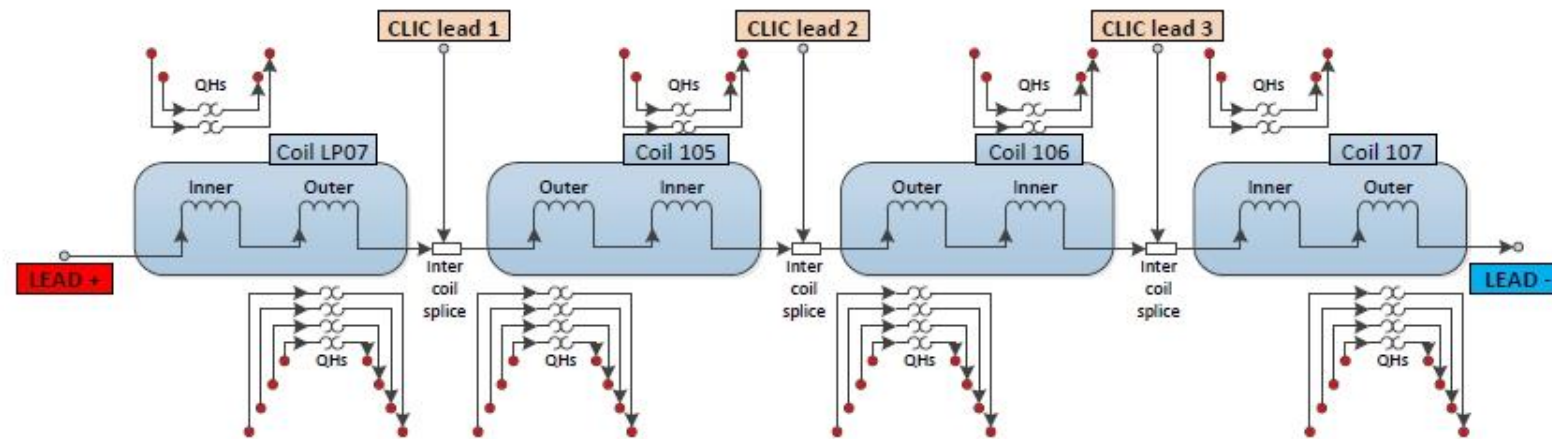 CLIC lead 1
CLIC lead 2
CLIC lead 3
QHs
QHs
QHs
QHs
Coil LP07
Coil 105
Coil 106
Coil 107
Inner
Outer
Outer
Inner
Outer
Inner
Inner
Outer
LEAD +
Inter
coil
splice
Inter
coil
splice
Inter
coil
splice
LEAD -
QHs
QHs
QHs
QHs